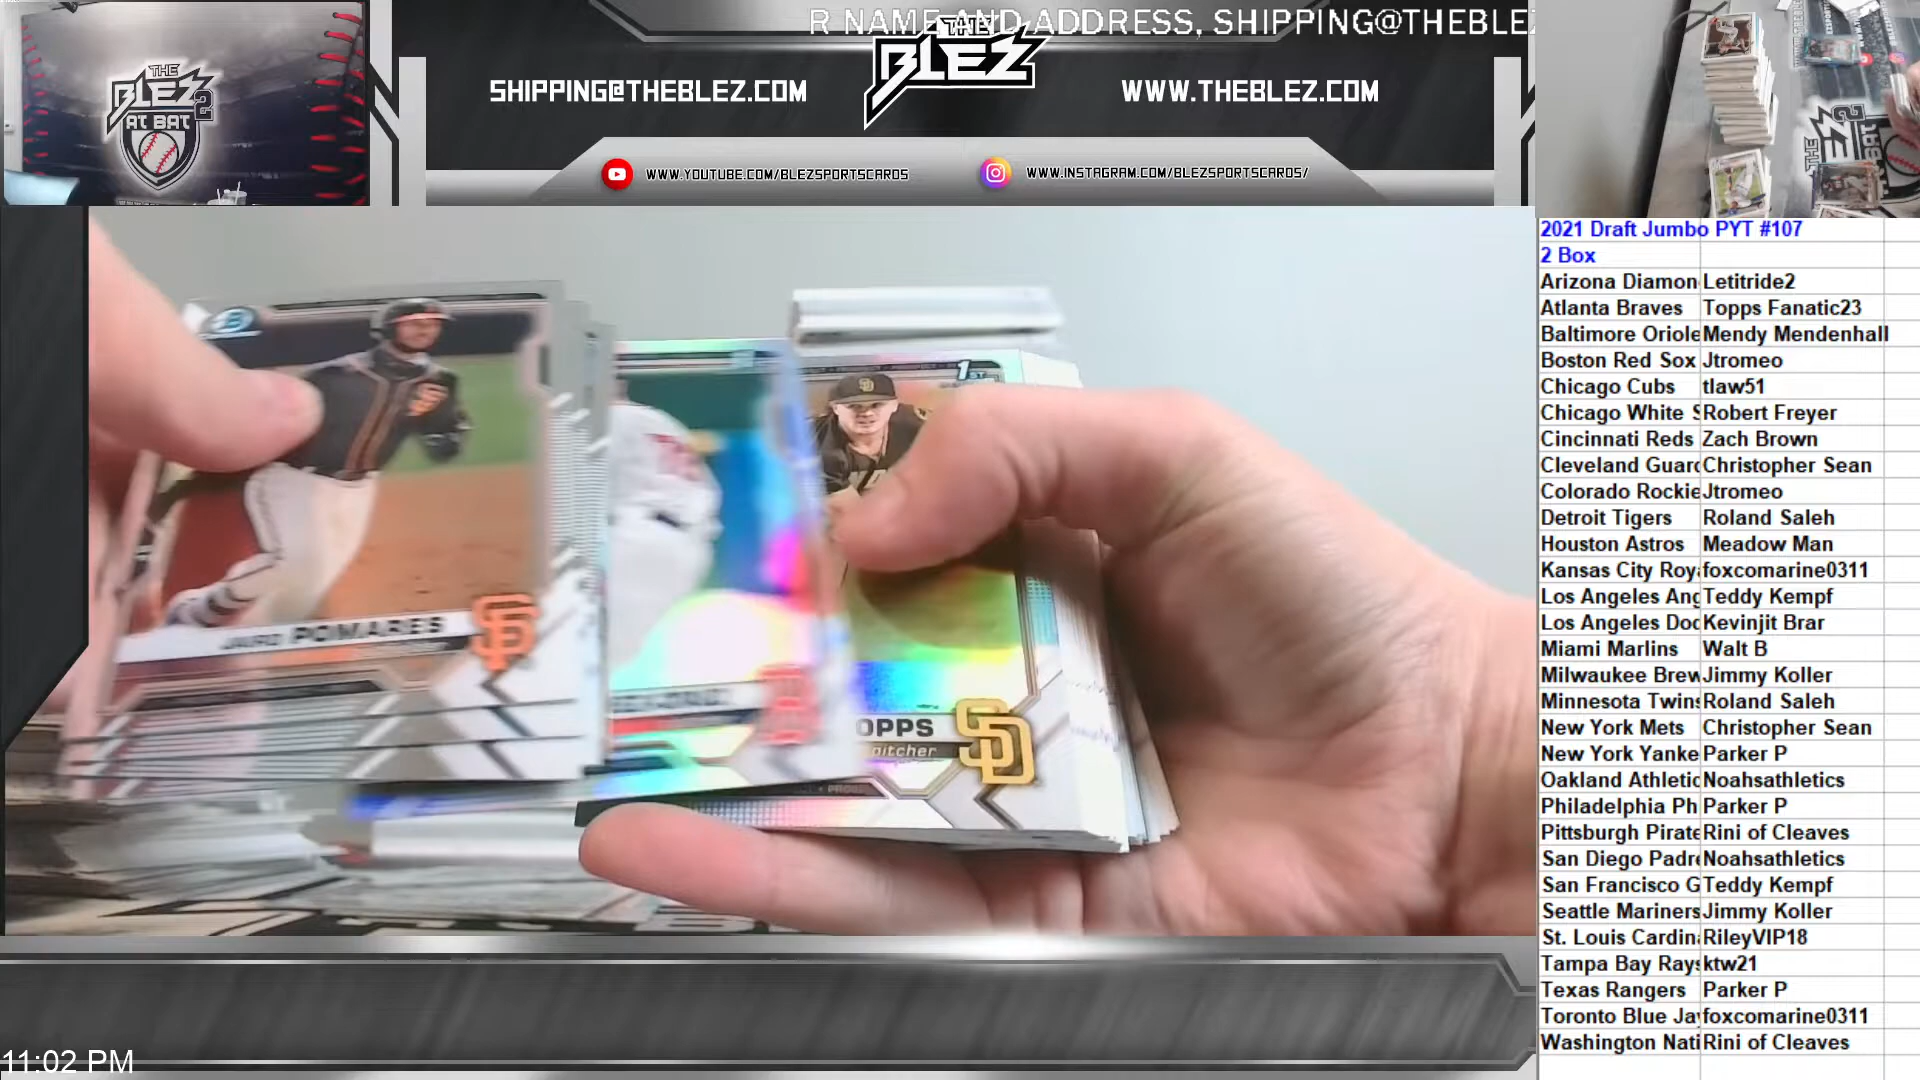 R NAME AND ADDRESS, SHIPPING@THEBLEZ
THE
BLEZ
SHIPPING@THEBLEZ.COM
WWW.THEBLEZ.COM
WWW.YOUTUBE.COM/BLEZSPORTSCARDS
WWW.INSTAGRAM.COM/BLEZSPORTSCARDS/
THE
BLEZ 2
AT BAT
2021 Draft Jumbo PYT #107
2 Box
Arizona Diamon Letitride2
Atlanta Braves Topps Fanatic23
Baltimore Oriole Mendy Mendenhall
Boston Red Sox Jtromeo
Chicago Cubs tlaw51
Chicago White S Robert Freyer
Cincinnati Reds Zach Brown
Cleveland Guard Christopher Sean
Colorado Rockie Jtromeo
Detroit Tigers Roland Saleh
Houston Astros Meadow Man
Kansas City Roya foxcomarine0311
Los Angeles Ang Teddy Kempf
Los Angeles Doc Kevinjit Brar
Miami Marlins Walt B
Milwaukee Brew Jimmy Koller
Minnesota Twins Roland Saleh
New York Mets Christopher Sean
New York Yanke Parker P
Oakland Athletic Noahsathletics
Philadelphia Ph Parker P
Pittsburgh Pirate Rini of Cleaves
San Diego Padre Noahsathletics
San Francisco G Teddy Kempf
Seattle Mariners Jimmy Koller
St. Louis Cardina RileyVIP18
Tampa Bay Rays ktw21
Texas Rangers Parker P
Toronto Blue Jay foxcomarine0311
Washington Nati Rini of Cleaves
JAIRO POMARES
SF
B
1ST
OPPS
pitcher
SD
11:02 PM